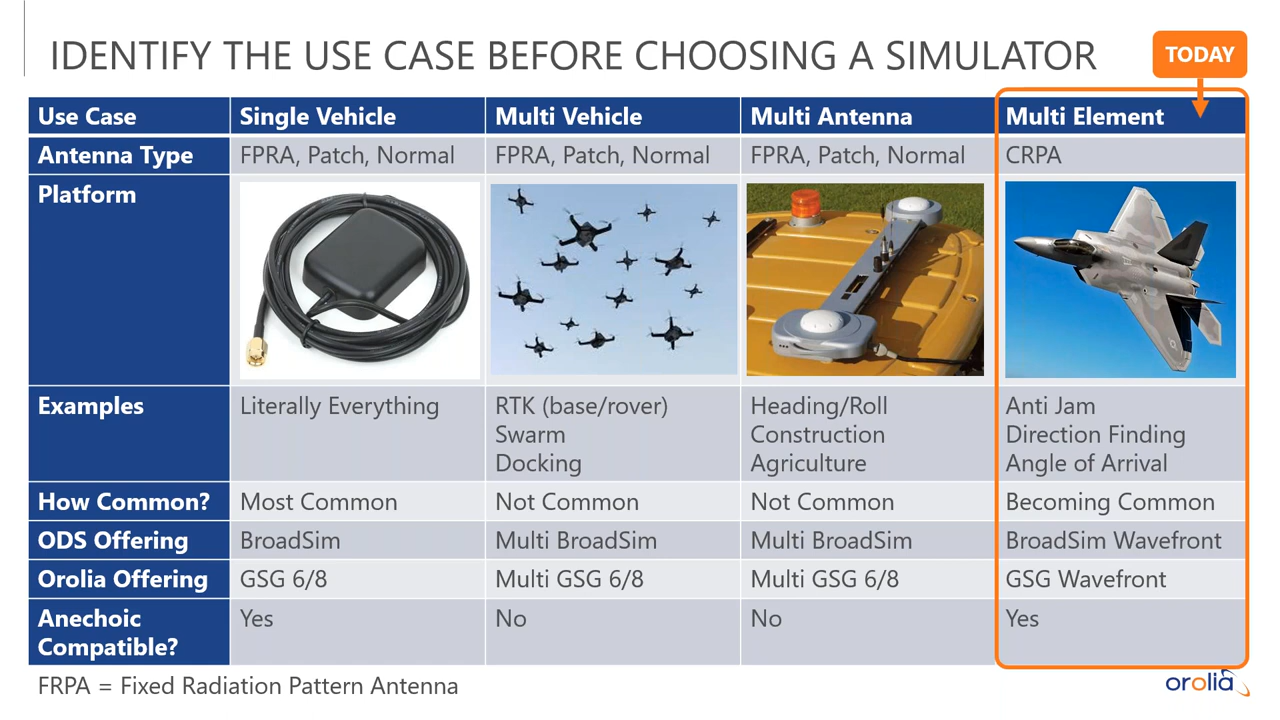 IDENTIFY THE USE CASE BEFORE CHOOSING A SIMULATOR
TODAY
Use Case Single Vehicle Multi Vehicle Multi Antenna Multi Element
Antenna Type FPRA, Patch, Normal FPRA, Patch, Normal FPRA, Patch, Normal CRPA
Platform
Examples Literally Everything RTK (base/rover) Heading/Roll Anti Jam
Swarm Construction Direction Finding
Docking Agriculture Angle of Arrival
How Common? Most Common Not Common Not Common Becoming Common
ODS Offering BroadSim Multi BroadSim Multi BroadSim BroadSim Wavefront
Orolia Offering GSG 6/8 Multi GSG 6/8 Multi GSG 6/8 GSG Wavefront
Anechoic Yes No No Yes
Compatible?
FRPA = Fixed Radiation Pattern Antenna
orolia